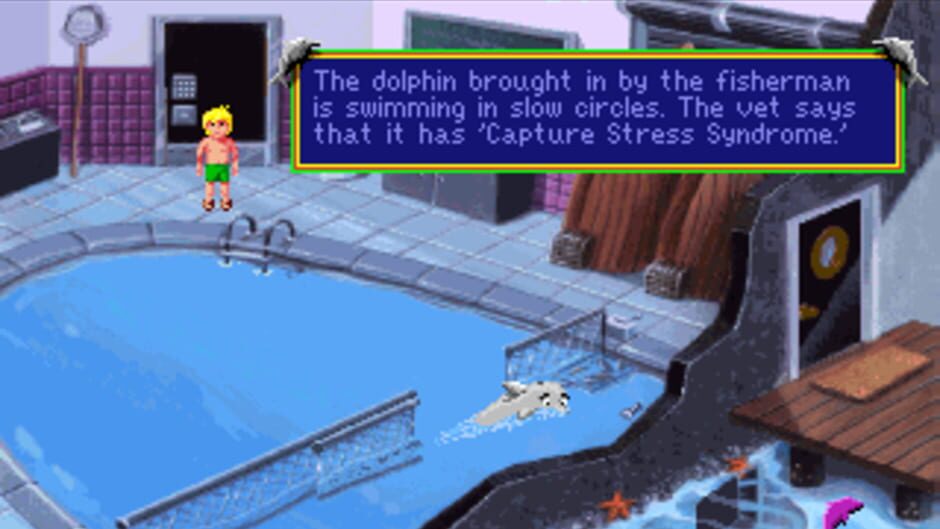 The dolphin brought in by the fisherman
is swimming in slow circles. The vet says
that it has 'Capture Stress Syndrome.'